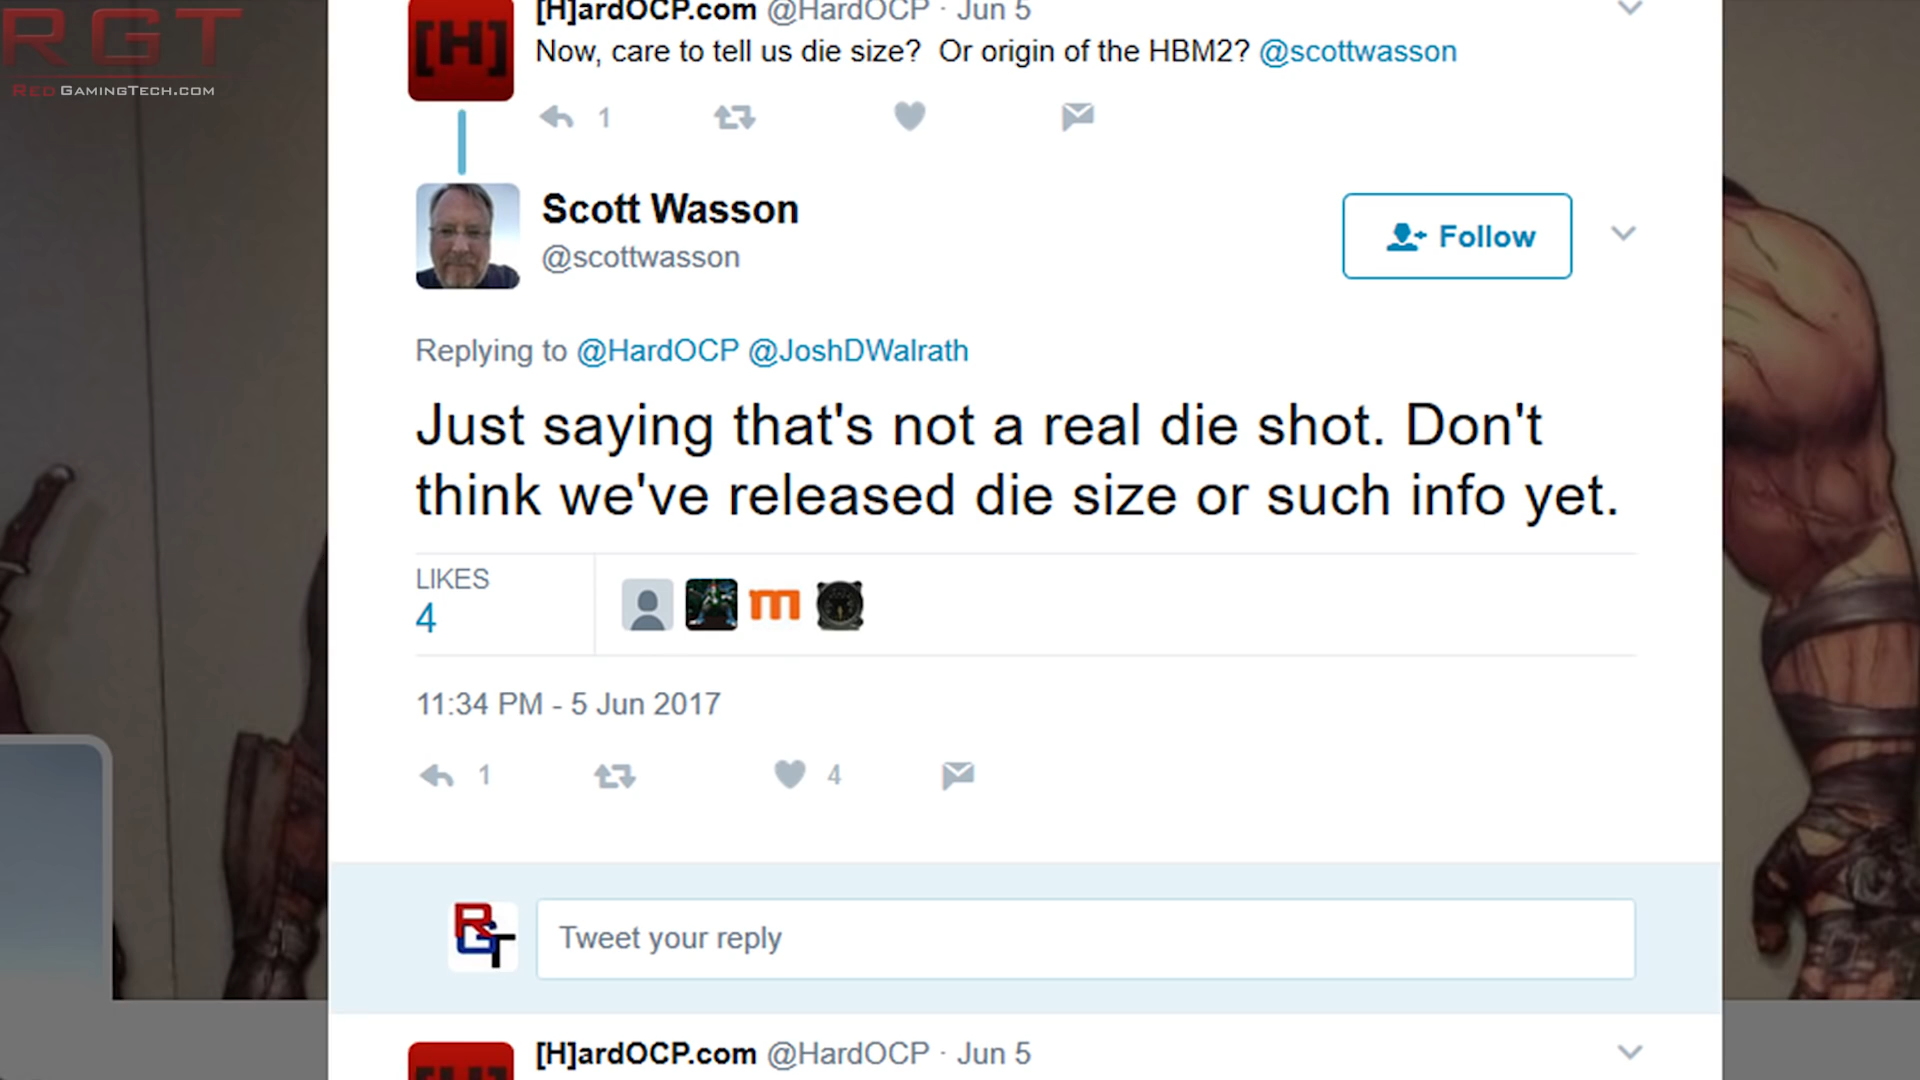 RGT
RedGamingTech.com
[H]ardOCP.com @HardOCP · Jun 5
Now, care to tell us die size?  Or origin of the HBM2? @scottwasson
[H]
1
Scott Wasson
@scottwasson
Follow
Replying to @HardOCP @JoshDWalrath
Just saying that's not a real die shot. Don't
think we've released die size or such info yet.
LIKES
4
m
11:34 PM - 5 Jun 2017
1
4
RGT
Tweet your reply
[H]ardOCP.com @HardOCP · Jun 5
[H]